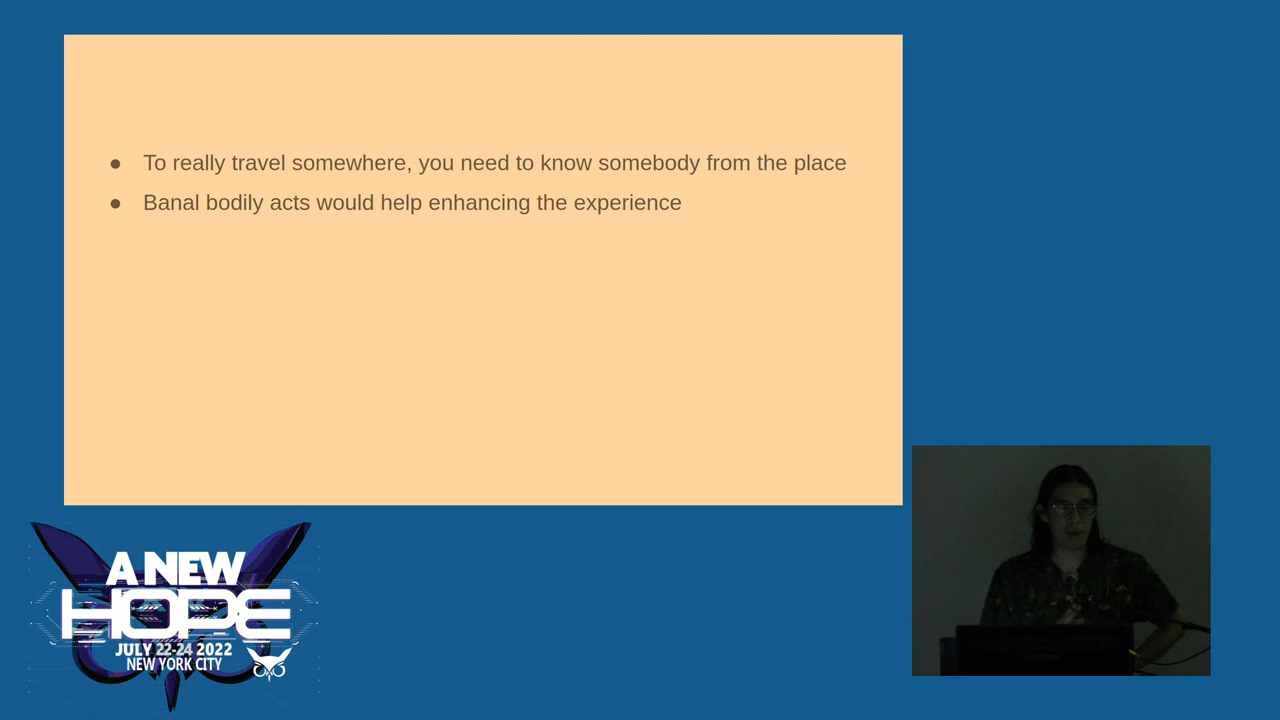 ● To really travel somewhere, you need to know somebody from the place
● Banal bodily acts would help enhancing the experience
A NEW
HOPE
JULY 22-24 2022
NEW YORK CITY